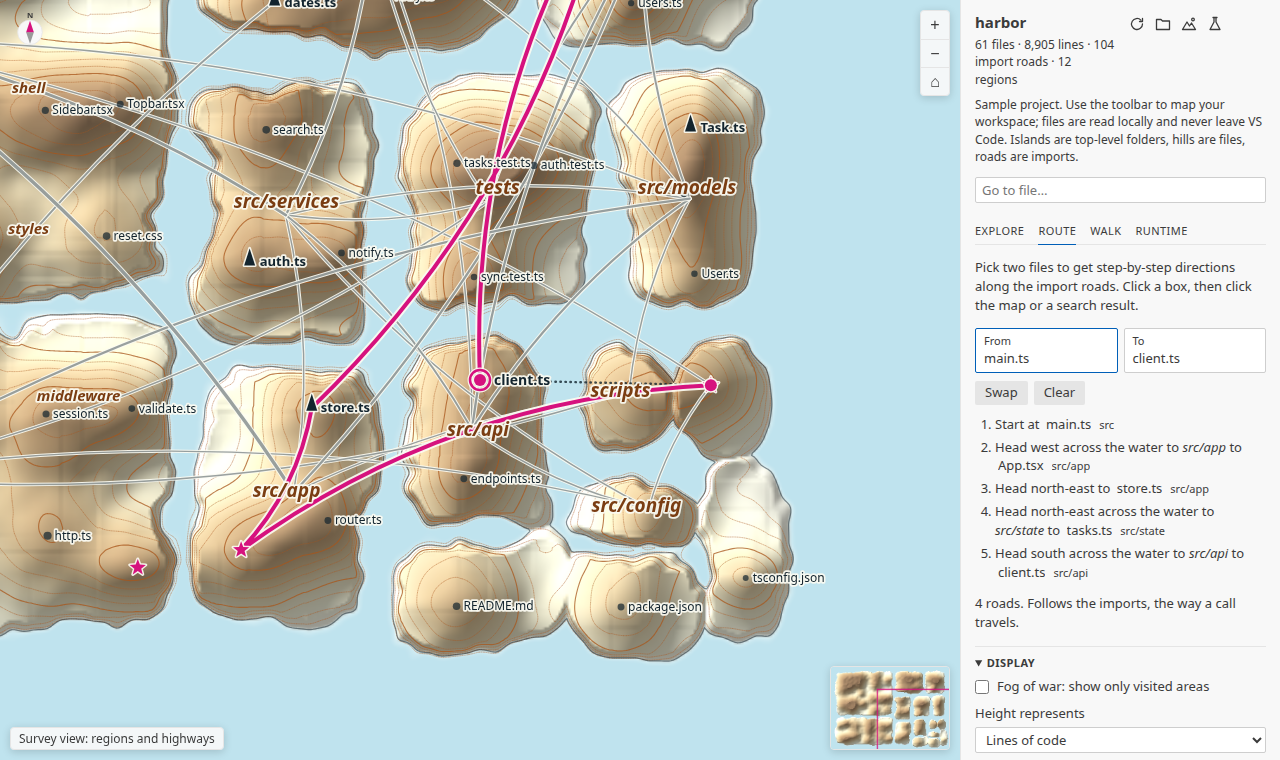 N
dates.ts
users.ts
shell
Sidebar.tsx
Topbar.tsx
search.ts
tasks.test.ts
auth.test.ts
Task.ts
src/services
tests
src/models
styles
reset.css
notify.ts
auth.ts
sync.test.ts
User.ts
middleware
session.ts
validate.ts
store.ts
client.ts
scripts
src/api
endpoints.ts
src/app
router.ts
src/config
http.ts
README.md
package.json
tsconfig.json
Survey view: regions and highways
+
−
⌂
harbor
61 files · 8,905 lines · 104
import roads · 12
regions
Sample project. Use the toolbar to map your
workspace; files are read locally and never leave VS
Code. Islands are top-level folders, hills are files,
roads are imports.
Go to file...
EXPLORE ROUTE WALK RUNTIME
Pick two files to get step-by-step directions
along the import roads. Click a box, then click
the map or a search result.
From
main.ts
To
client.ts
Swap Clear
1. Start at main.ts src
2. Head west across the water to src/app to
App.tsx src/app
3. Head north-east to store.ts src/app
4. Head north-east across the water to
src/state to tasks.ts src/state
5. Head south across the water to src/api to
client.ts src/api
4 roads. Follows the imports, the way a call
travels.
▼ DISPLAY
Fog of war: show only visited areas
Height represents
Lines of code